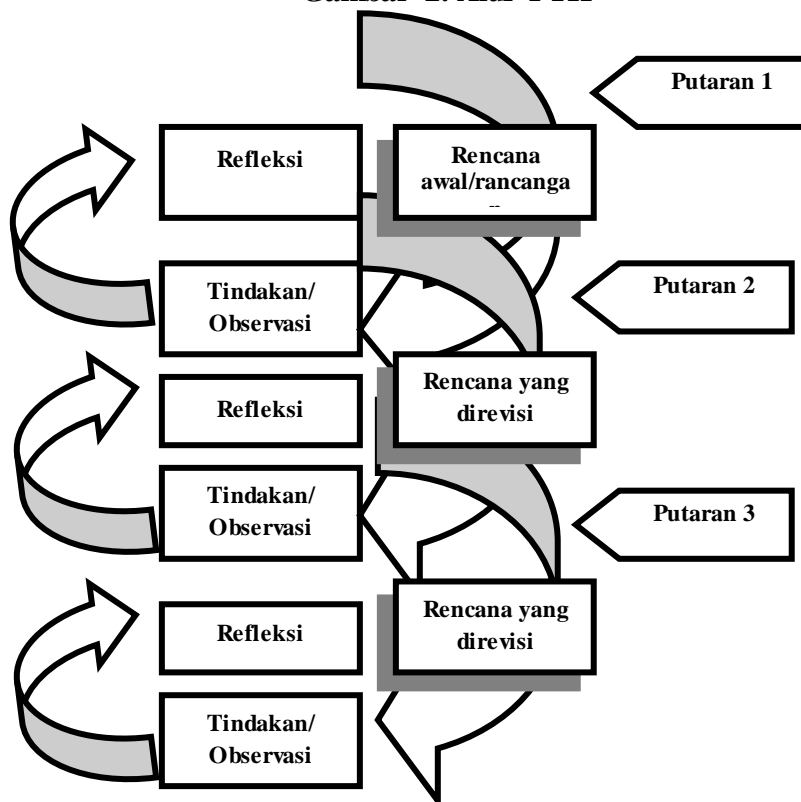 Putaran 1
Refleksi
Rencana
awal/rancanga
Tindakan/
Observasi
Putaran 2
Refleksi
Rencana yang
direvisi
Tindakan/
Observasi
Putaran 3
Refleksi
Rencana yang
direvisi
Tindakan/
Observasi